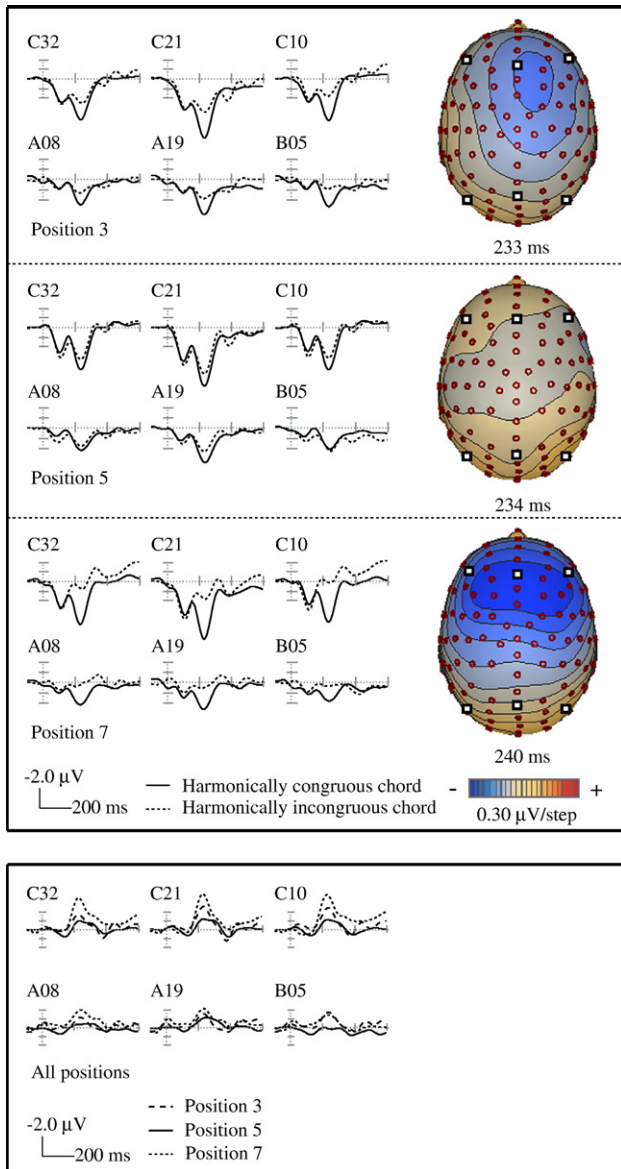 C32 C21 C10
A08 A19 B05
Position 3
233 ms
C32 C21 C10
A08 A19 B05
Position 5
234 ms
C32 C21 C10
A08 A19 B05
Position 7
240 ms
-2.0 µV
200 ms
Harmonically congruous chord
Harmonically incongruous chord
- +
0.30 µV/step
C32 C21 C10
A08 A19 B05
All positions
-2.0 µV
200 ms
Position 3
Position 5
Position 7